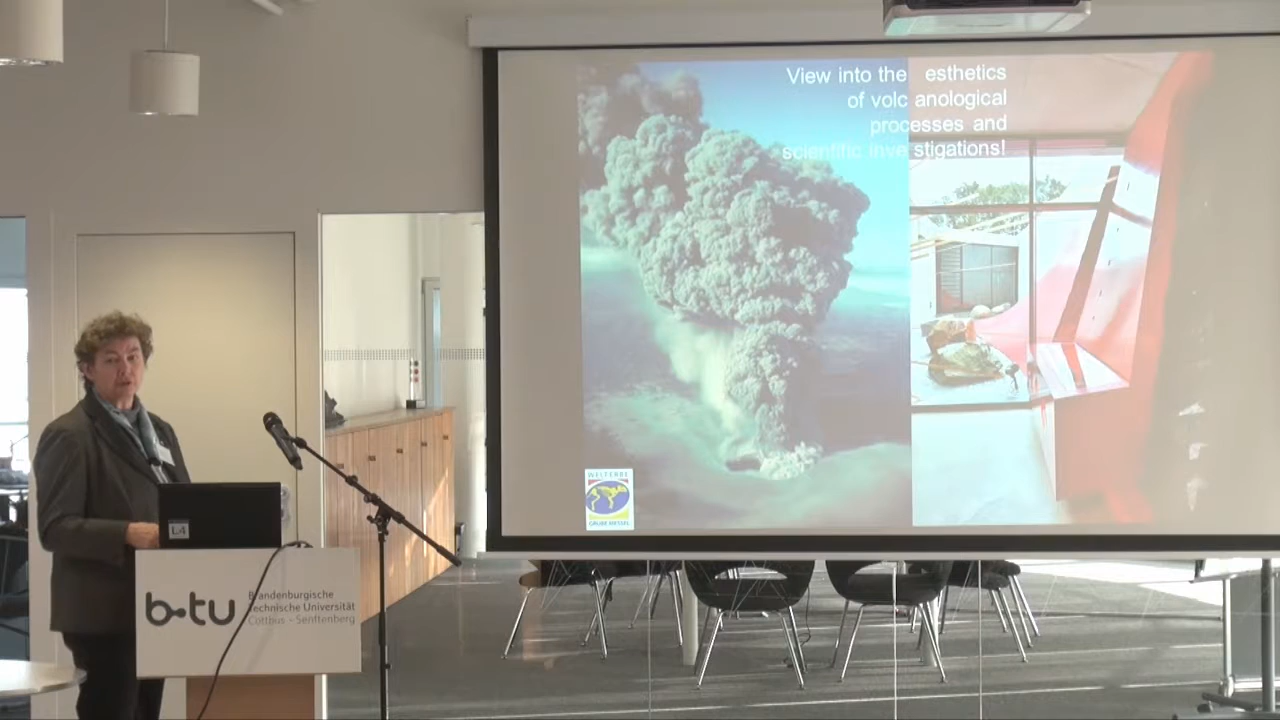 View into the esthetics
of volc anological
processes and
scientific inve stigations!
WELTERBE
GRUBE MESSEL
L4
b-tu
Brandenburgische
Technische Universität
Cottbus - Senftenberg